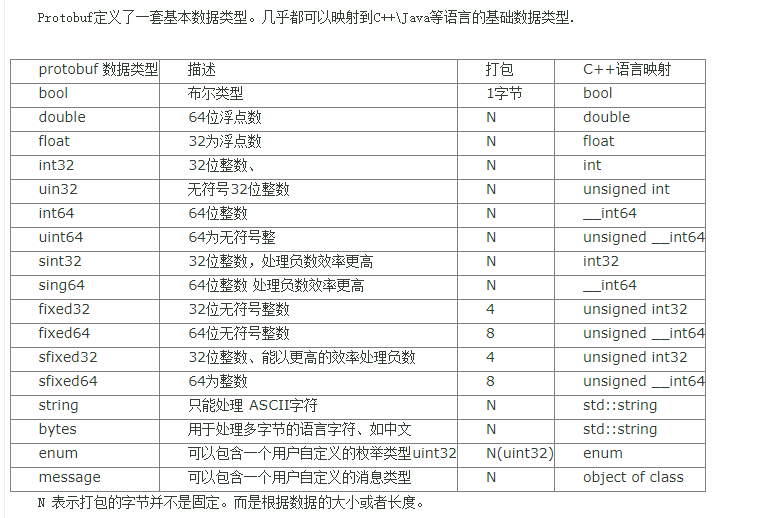 Protobuf定义了一套基本数据类型。几乎都可以映射到C++\Java等语言的基础数据类型.
protobuf 数据类型 描述 打包 C++语言映射
bool 布尔类型 1字节 bool
double 64位浮点数 N double
float 32为浮点数 N float
int32 32位整数、 N int
uin32 无符号32位整数 N unsigned int
int64 64位整数 N __int64
uint64 64为无符号整 N unsigned __int64
sint32 32位整数，处理负数效率更高 N int32
sing64 64位整数 处理负数效率更高 N __int64
fixed32 32位无符号整数 4 unsigned int32
fixed64 64位无符号整数 8 unsigned __int64
sfixed32 32位整数、能以更高的效率处理负数 4 unsigned int32
sfixed64 64为整数 8 unsigned __int64
string 只能处理 ASCII字符 N std::string
bytes 用于处理多字节的语言字符、如中文 N std::string
enum 可以包含一个用户自定义的枚举类型uint32 N(uint32) enum
message 可以包含一个用户自定义的消息类型 N object of class
N 表示打包的字节并不是固定。而是根据数据的大小或者长度。